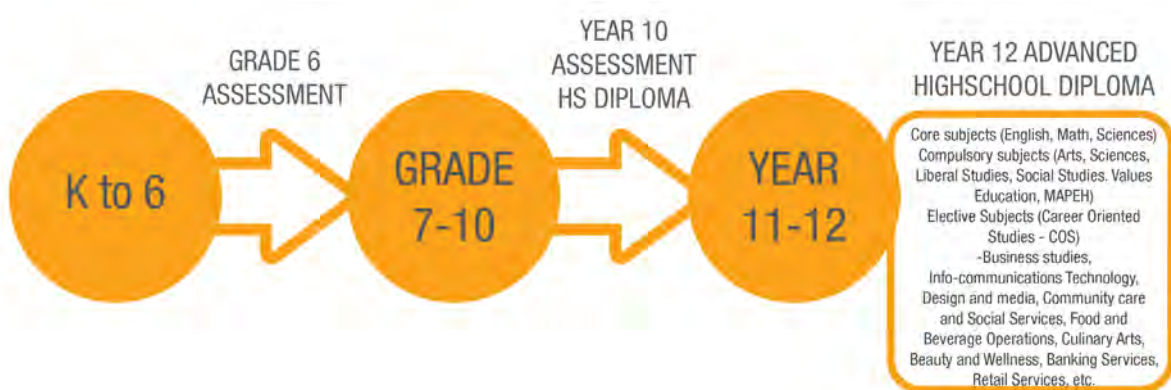 GRADE 6
ASSESSMENT
YEAR 10
ASSESSMENT
HS DIPLOMA
YEAR 12 ADVANCED
HIGHSCHOOL DIPLOMA
K to 6
GRADE
7-10
YEAR
11-12
Core subjects (English, Math, Sciences)
Compulsory subjects (Arts, Sciences,
Liberal Studies, Social Studies. Values
Education, MAPEH)
Elective Subjects (Career Oriented
Studies - COS)
-Business studies,
Info-communications Technology,
Design and media, Community care
and Social Services, Food and
Beverage Operations, Culinary Arts,
Beauty and Wellness, Banking Services,
Retail Services, etc.